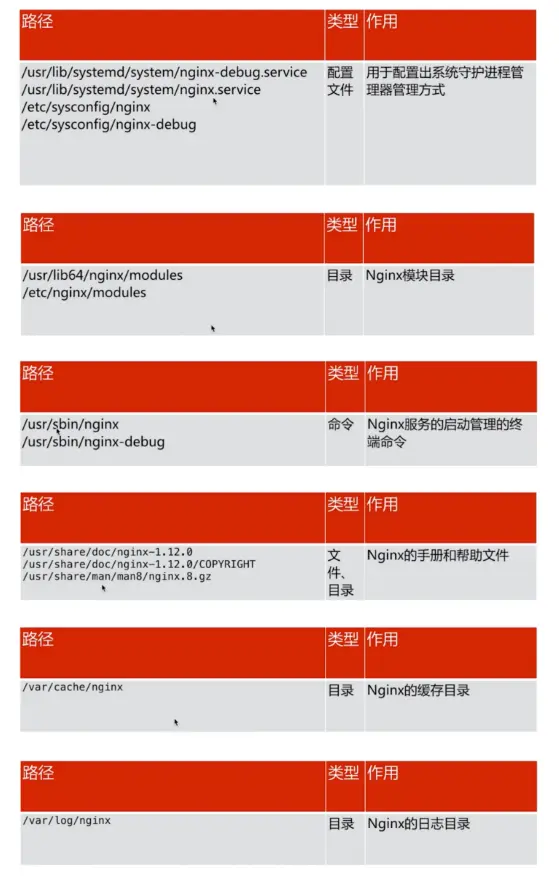 路径 类型 作用
/usr/lib/systemd/system/nginx-debug.service 配置 用于配置出系统守护进程管
/usr/lib/systemd/system/nginx.service 文件 理器管理方式
/etc/sysconfig/nginx
/etc/sysconfig/nginx-debug
路径 类型 作用
/usr/lib64/nginx/modules 目录 Nginx模块目录
/etc/nginx/modules
路径 类型 作用
/usr/sbin/nginx 命令 Nginx服务的启动管理的终
/usr/sbin/nginx-debug 端命令
路径 类型 作用
/usr/share/doc/nginx-1.12.0 文 Nginx的手册和帮助文件
/usr/share/doc/nginx-1.12.0/COPYRIGHT 件、
/usr/share/man/man8/nginx.8.gz 目录
路径 类型 作用
/var/cache/nginx 目录 Nginx的缓存目录
路径 类型 作用
/var/log/nginx 目录 Nginx的日志目录